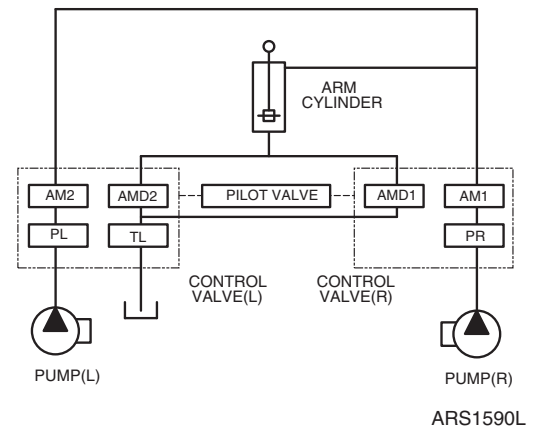 ARM
CYLINDER
AM2
AMD2
PILOT VALVE
AMD1
AM1
PL
TL
PR
CONTROL
VALVE(L)
CONTROL
VALVE(R)
PUMP(L)
PUMP(R)
ARS1590L